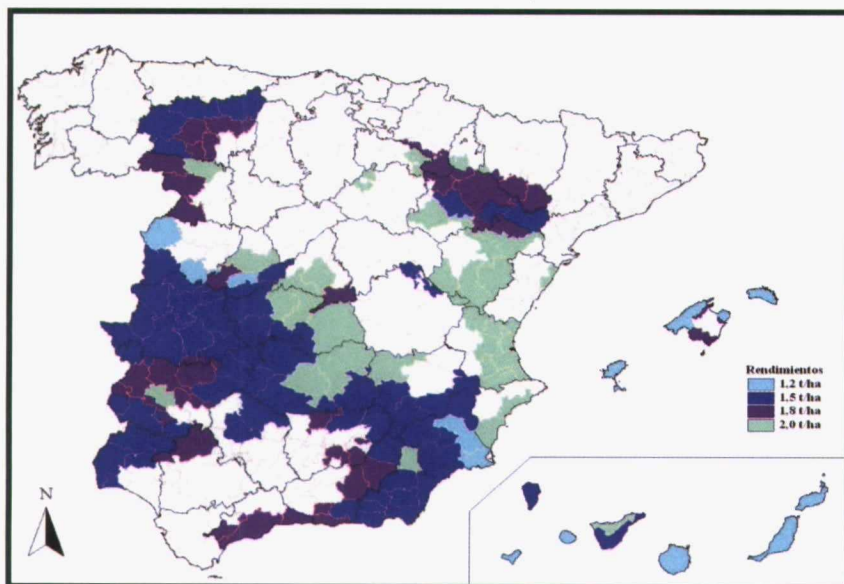 Rendimientos
1,2 t/ha
1,5 t/ha
1,8 t/ha
2,0 t/ha
N